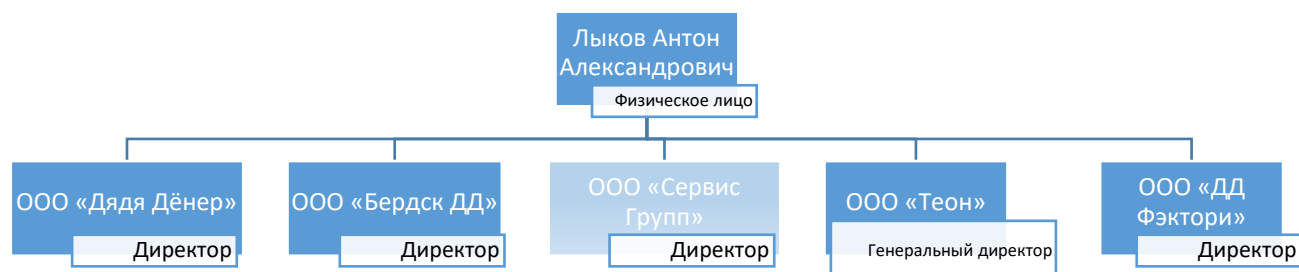 Лыков Антон
Александрович
Физическое лицо
ООО «Дядя Дёнер»
Директор
ООО «Бердск ДД»
Директор
ООО «Сервис
Групп»
Директор
ООО «Теон»
Генеральный директор
ООО «ДД
Фэктори»
Директор